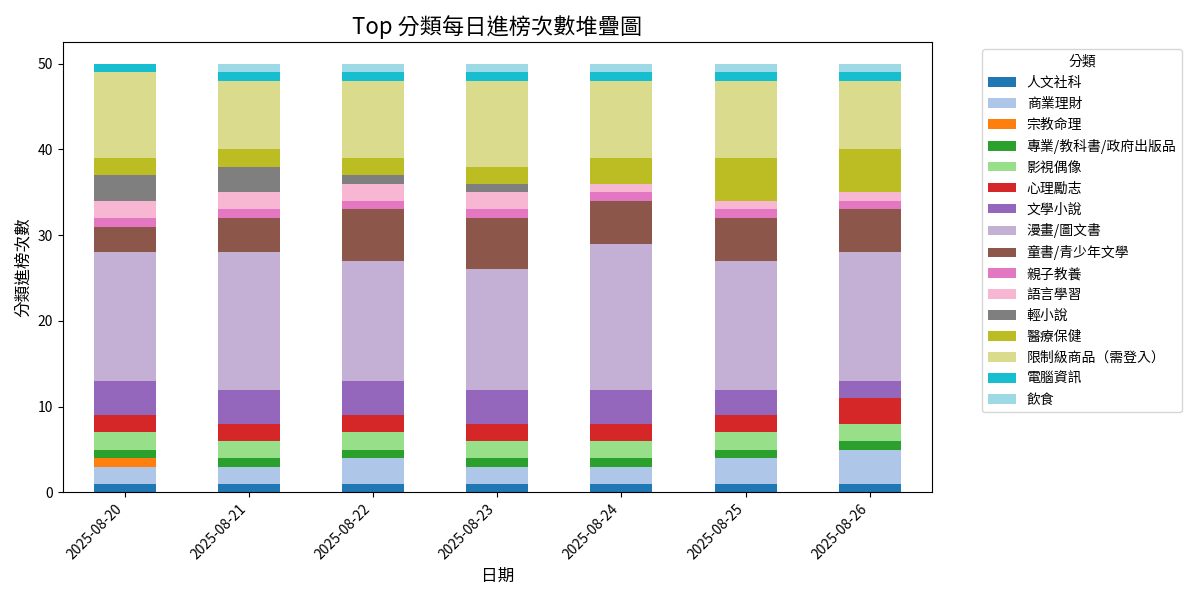 Top 分類每日進榜次數堆疊圖
分類進榜次數
50
40
30
20
10
0
2025-08-20
2025-08-21
2025-08-22
2025-08-23
2025-08-24
2025-08-25
2025-08-26
日期
分類
人文社科
商業理財
宗教命理
專業/教科書/政府出版品
影視偶像
心理勵志
文學小說
漫畫/圖文書
童書/青少年文學
親子教養
語言學習
輕小說
醫療保健
限制級商品（需登入）
電腦資訊
飲食